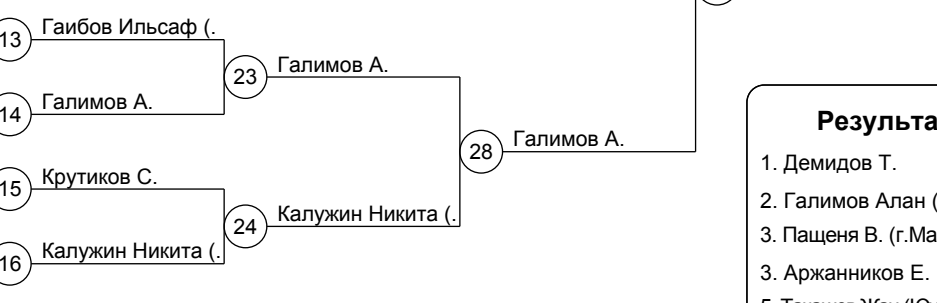 13
Гаибов Ильсаф (.
23
Галимов А.
14
Галимов А.
28
Галимов А.
15
Крутиков С.
24
Калужин Никита (.
16
Калужин Никита (.
Результа
1. Демидов Т.
2. Галимов Алан (
3. Пащеня В. (г.Ма
3. Аржанников Е.